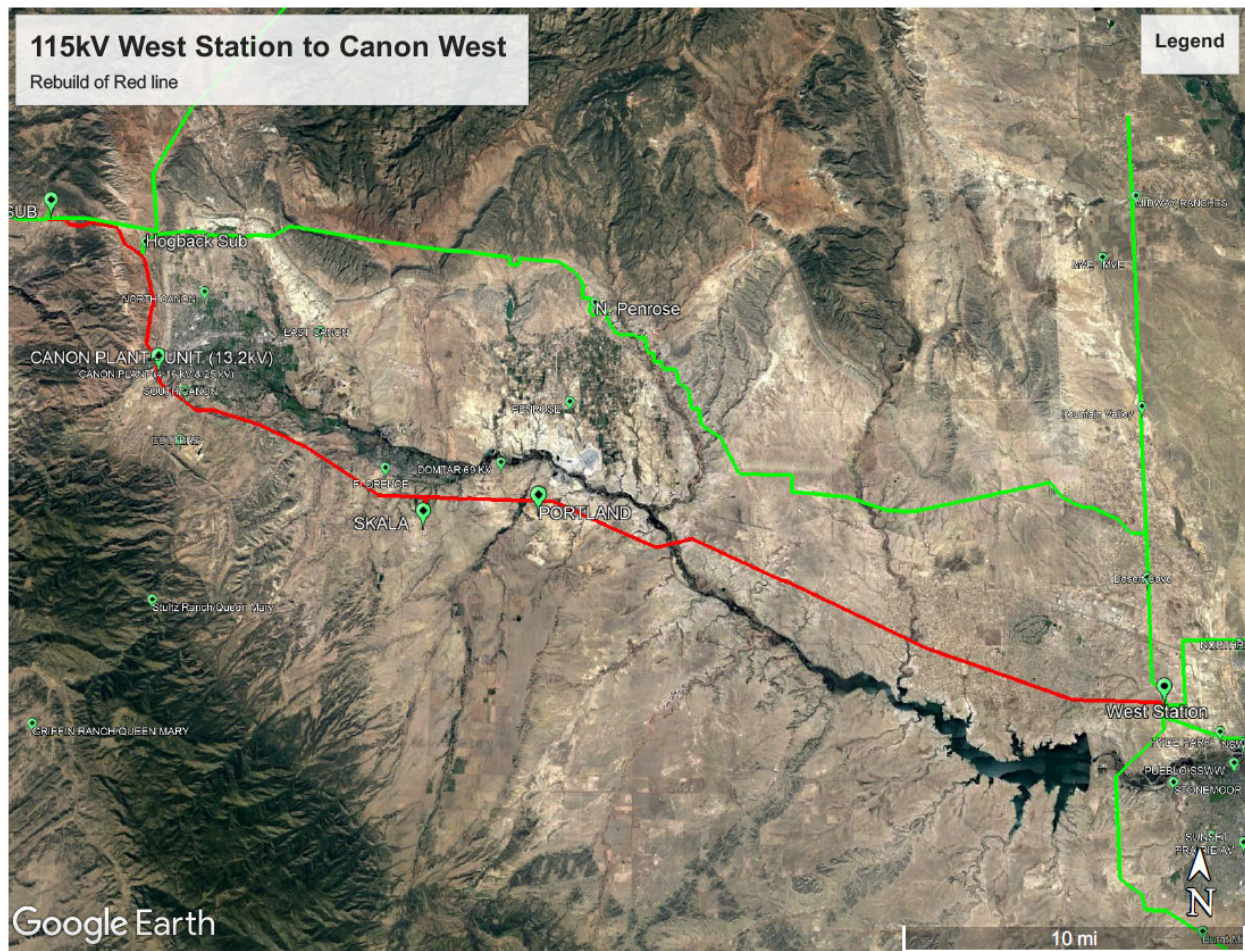 115kV West Station to Canon West
Rebuild of Red line
Legend
SUB
MIDWAY RANCHES
Hogback Sub
NORTH CANON
N. Penrose
EAST CANON
CANON PLANT
UNIT (13.2kV)
SOUTH CANON
PENROSE
Fountain Valley
FLORENCE
DOMTAR 69 KV
SKALA
PORTLAND
Stultz Ranch/Queen Mary
NORTHR
West Station
GRIFFIN RANCH/QUEEN MARY
HYDE PARK
PUEBLO SSWW
STONEMOOR
SUNSET
PRAIRIE AV
N
Google Earth
10 mi